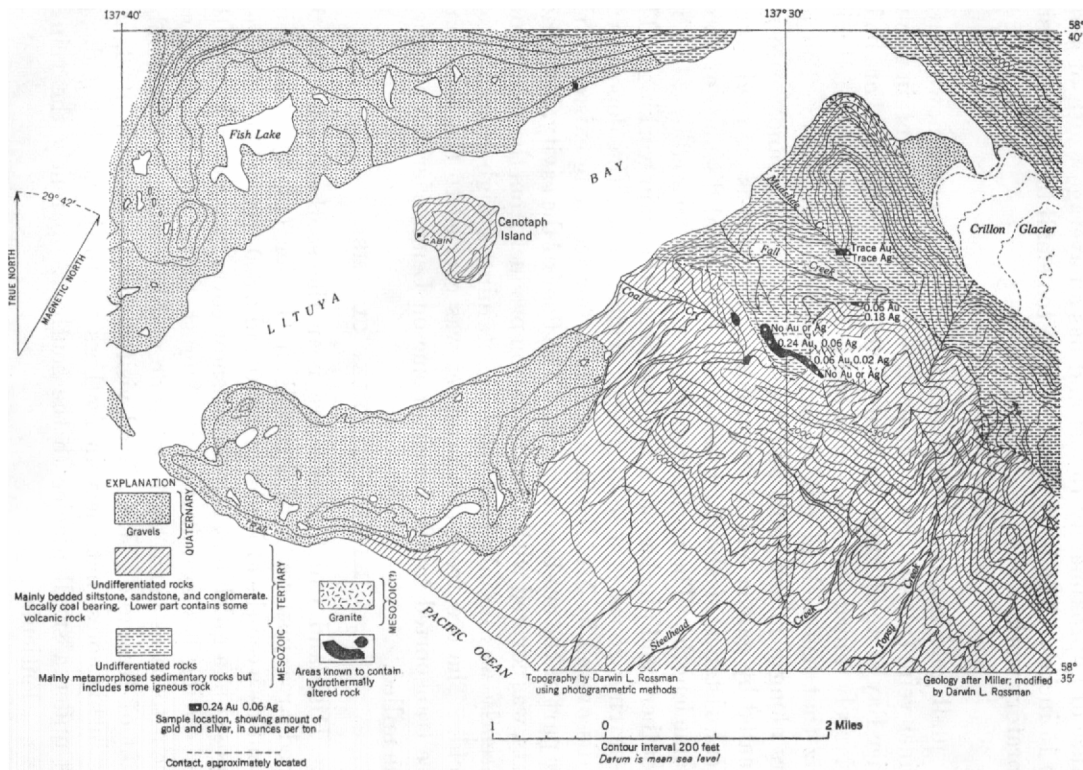 137° 40'
137° 30'
58°
40'
Fish Lake
29° 42'
TRUE NORTH
MAGNETIC NORTH
BAY
Cenotaph
Island
CABIN
LITUYA
Crillon Glacier
Trace Au
Trace Ag
Fall Creek
Coal Cr
0.06 Au
0.18 Ag
No Au or Ag
0.24 Au, 0.06 Ag
0.06 Au, 0.02 Ag
No Au or Ag
Steelhead Creek
Topsy Creek
PACIFIC OCEAN
EXPLANATION
Gravels
QUATERNARY
Undifferentiated rocks
Mainly bedded siltstone, sandstone, and conglomerate.
Locally coal bearing. Lower part contains some
volcanic rock
TERTIARY
Undifferentiated rocks
Mainly metamorphosed sedimentary rocks but
includes some igneous rock
MESOZOIC
Granite
MESOZOIC(?)
Areas known to contain
hydrothermally
altered rock
0.24 Au 0.06 Ag
Sample location, showing amount of
gold and silver, in ounces per ton
Contact, approximately located
Topography by Darwin L. Rossman
using photogrammetric methods
Geology after Miller; modified
by Darwin L. Rossman
58°
35'
1 0 2 Miles
Contour interval 200 feet
Datum is mean sea level